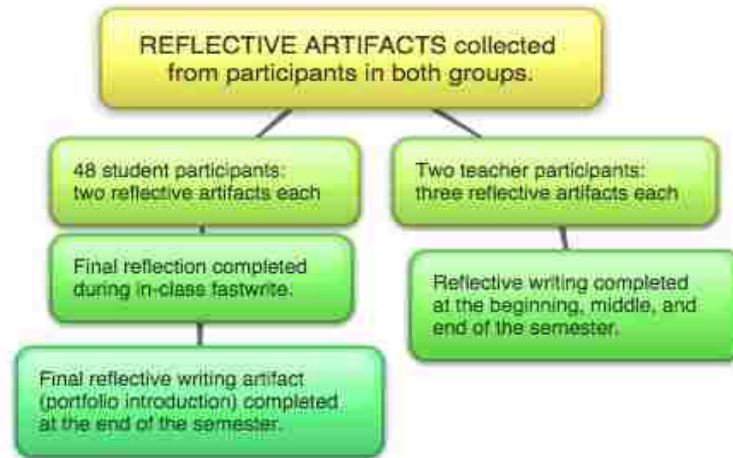 REFLECTIVE ARTIFACTS collected
from participants in both groups.
48 student participants:
two reflective artifacts each
Two teacher participants:
three reflective artifacts each
Final reflection completed
during in-class fastwrite.
Reflective writing completed
at the beginning, middle, and
end of the semester.
Final reflective writing artifact
(portfolio introduction) completed
at the end of the semester.